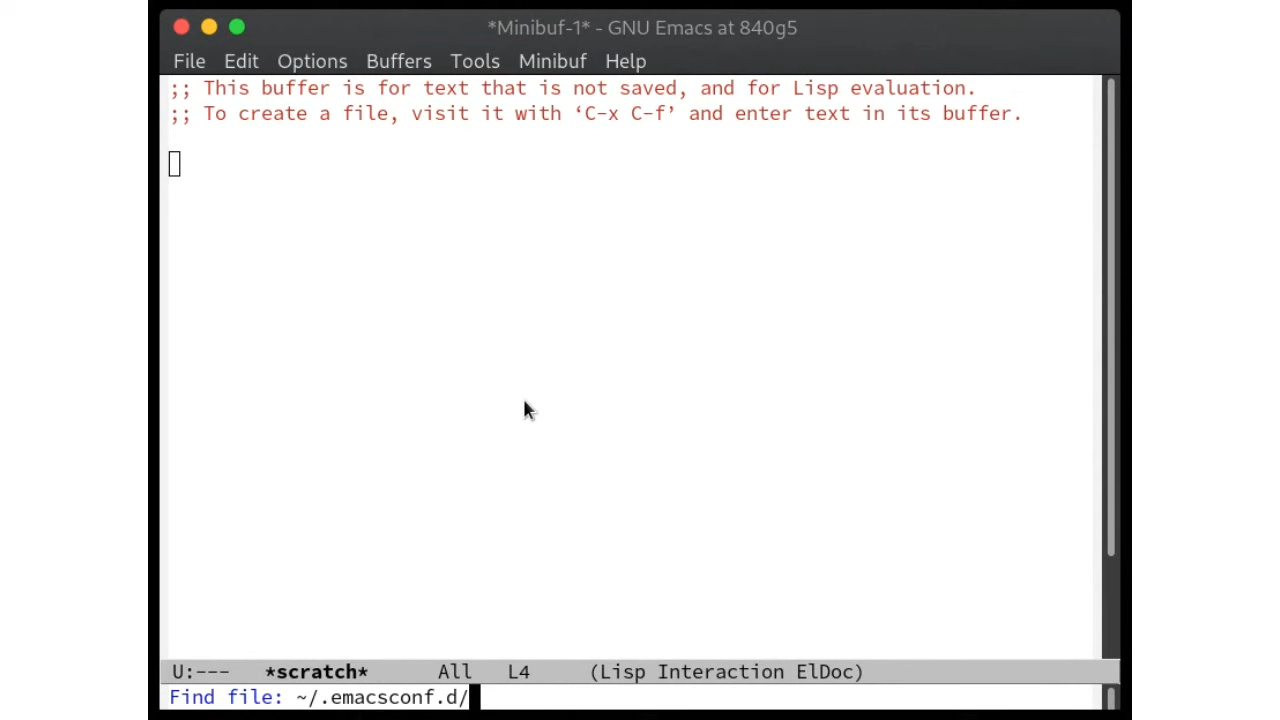 *Minibuf-1* - GNU Emacs at 840g5
File Edit Options Buffers Tools Minibuf Help
;; This buffer is for text that is not saved, and for Lisp evaluation.
;; To create a file, visit it with ‘C-x C-f’ and enter text in its buffer.
U:--- *scratch* All L4 (Lisp Interaction ElDoc)
Find file: ~/.emacsconf.d/